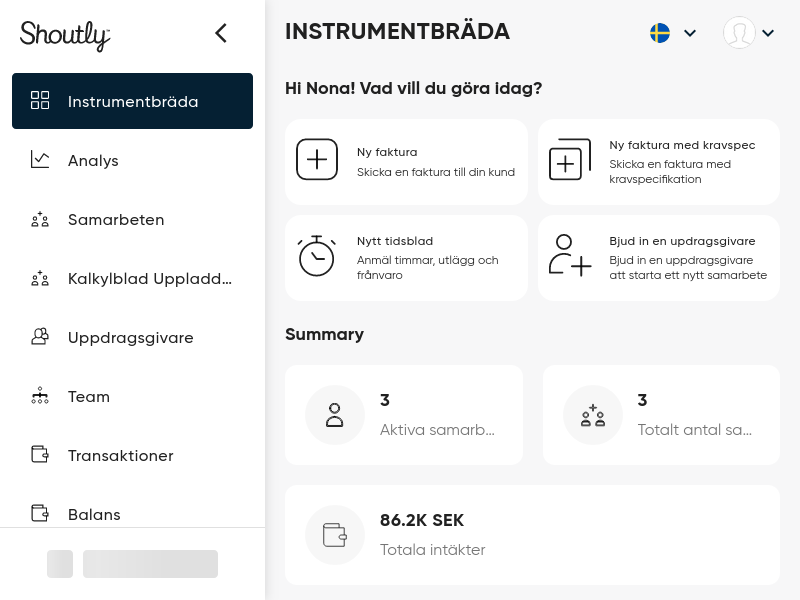 Shoutly
Instrumentbräda
Analys
Samarbeten
Kalkylblad Uppladd...
Uppdragsgivare
Team
Transaktioner
Balans
INSTRUMENTBRÄDA
Hi Nona! Vad vill du göra idag?
Ny faktura
Skicka en faktura till din kund
Ny faktura med kravspec
Skicka en faktura med
kravspecifikation
Nytt tidsblad
Anmäl timmar, utlägg och
frånvaro
Bjud in en updragsgivare
Bjud in en uppdragsgivare
att starta ett nytt samarbete
Summary
3
Aktiva samarb...
3
Totalt antal sa...
86.2K SEK
Totala intäkter